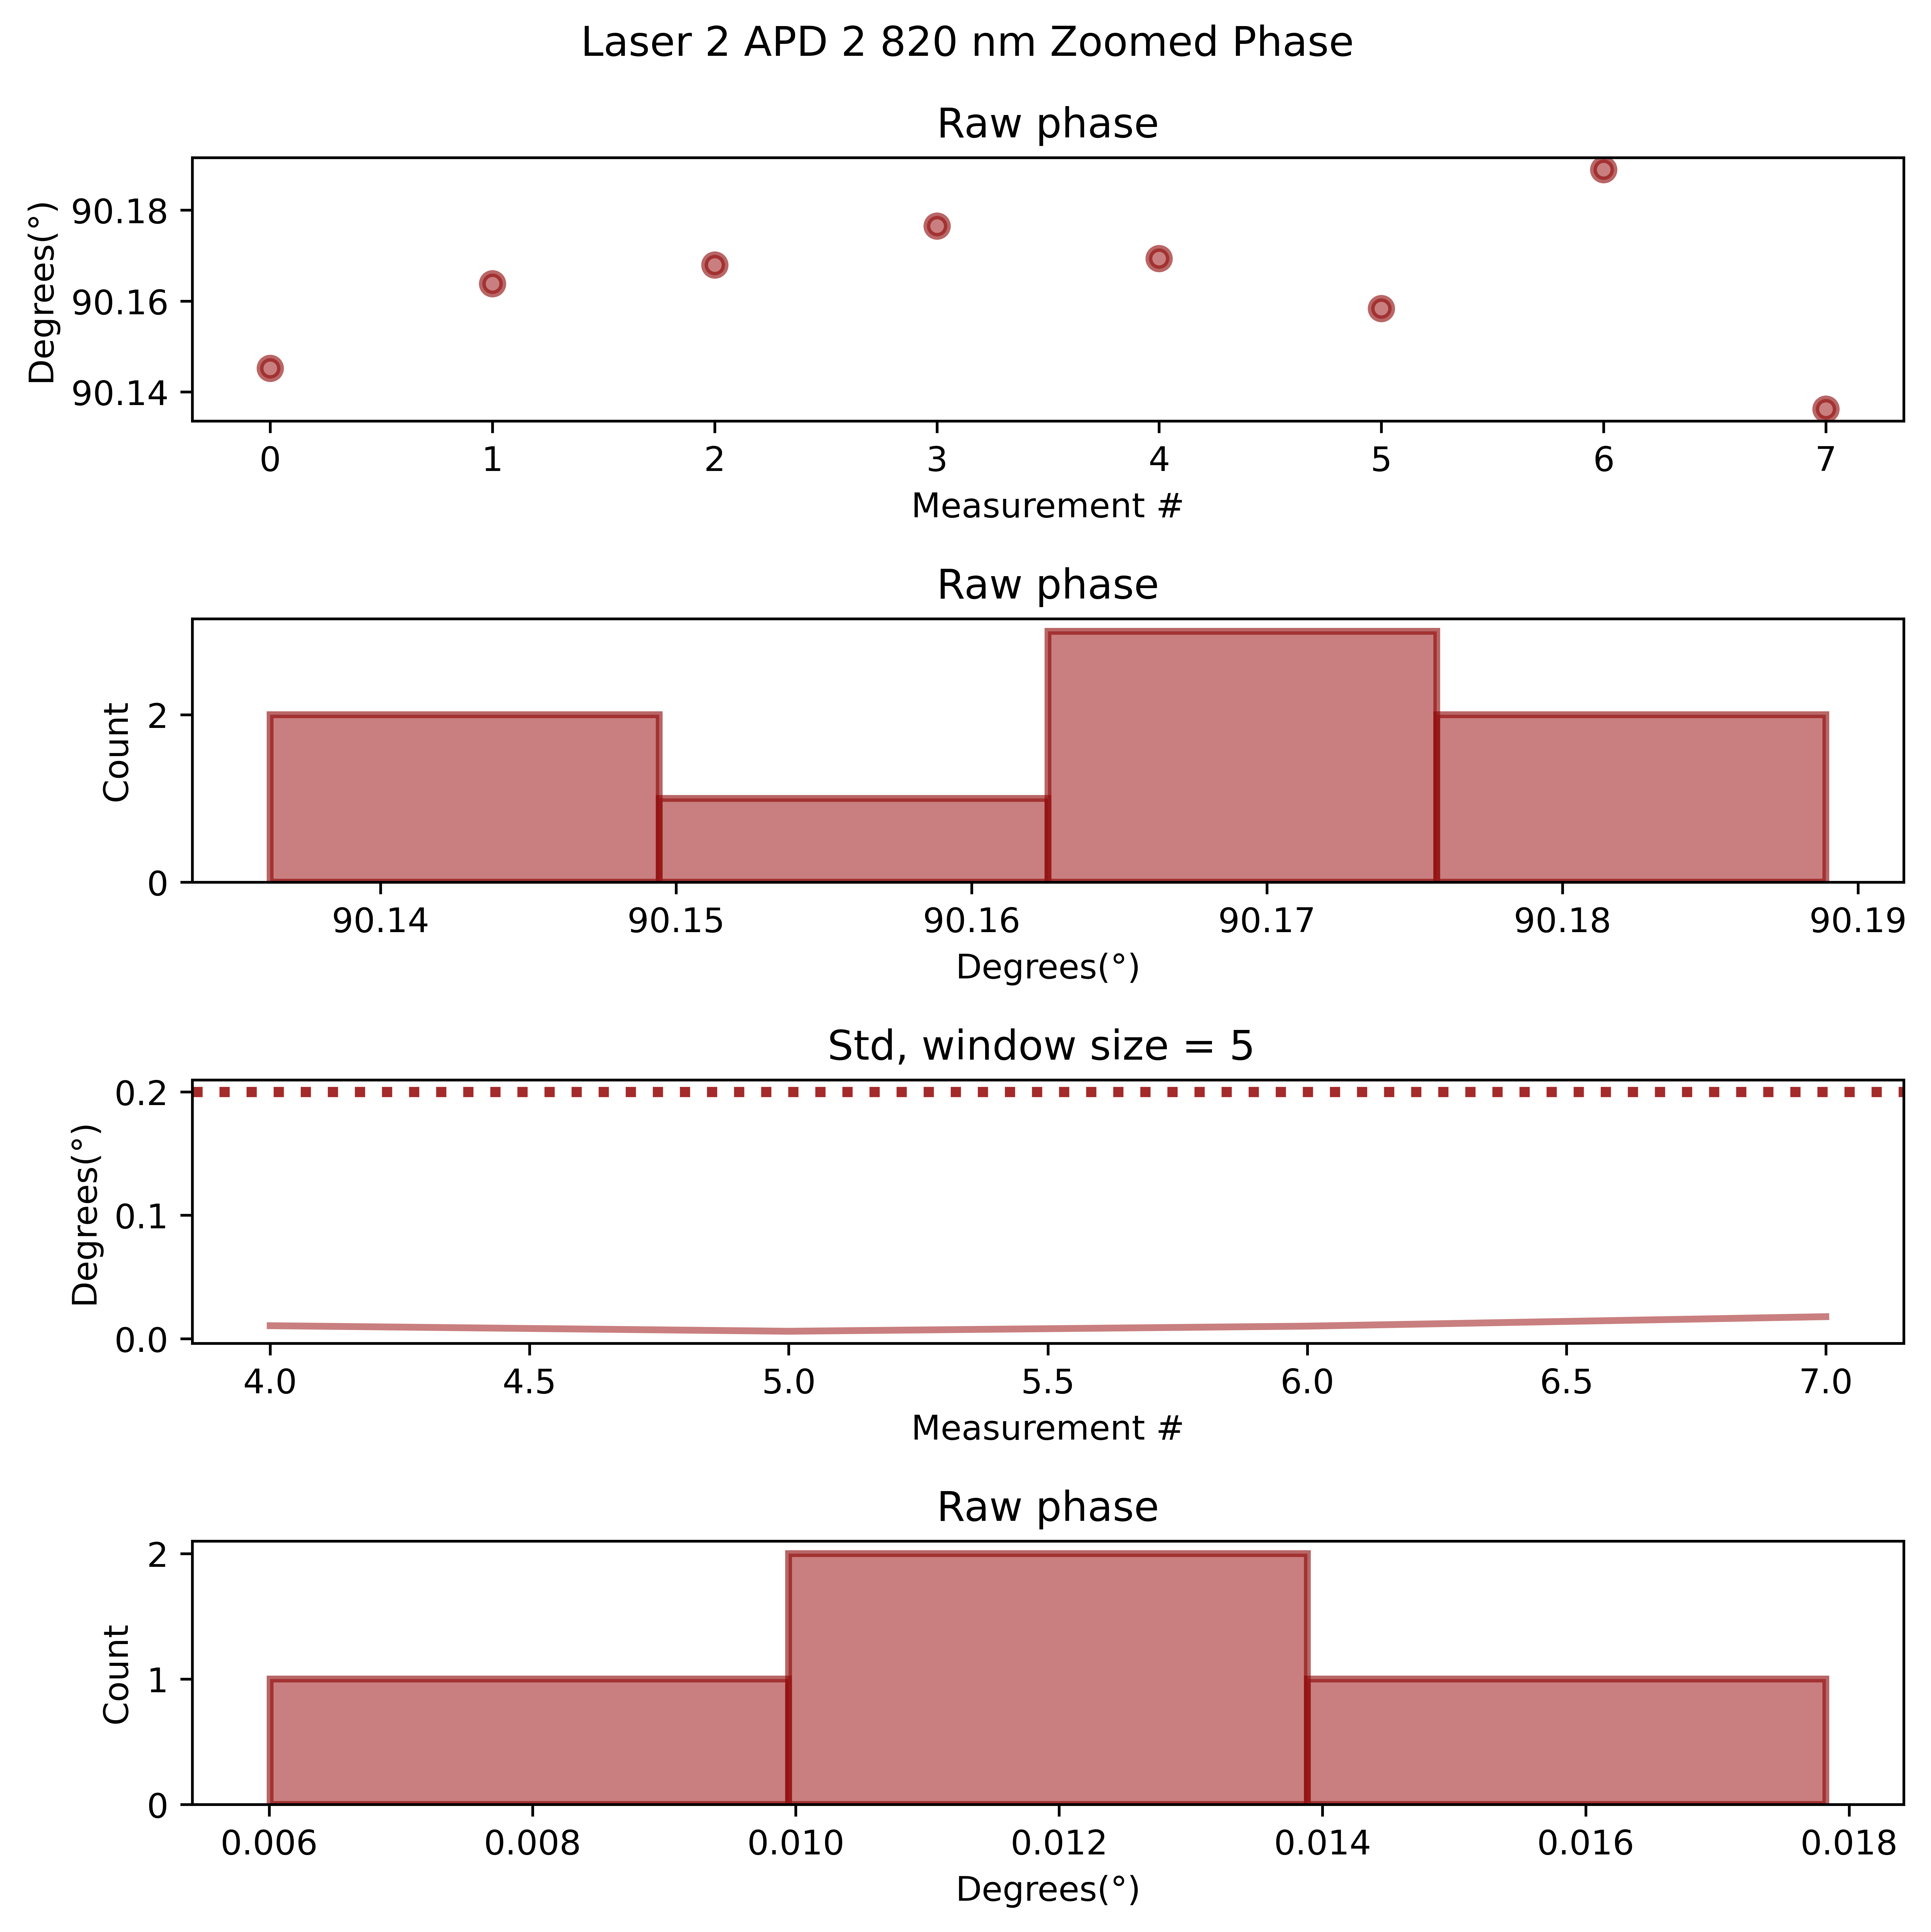 Laser 2 APD 2 820 nm Zoomed Phase
Raw phase
Degrees(°)
90.18
90.16
90.14
0 1 2 3 4 5 6 7
Measurement #
Raw phase
Count
2
0
90.14 90.15 90.16 90.17 90.18 90.19
Degrees(°)
Std, window size = 5
Degrees(°)
0.2
0.1
0.0
4.0 4.5 5.0 5.5 6.0 6.5 7.0
Measurement #
Raw phase
Count
2
1
0
0.006 0.008 0.010 0.012 0.014 0.016 0.018
Degrees(°)